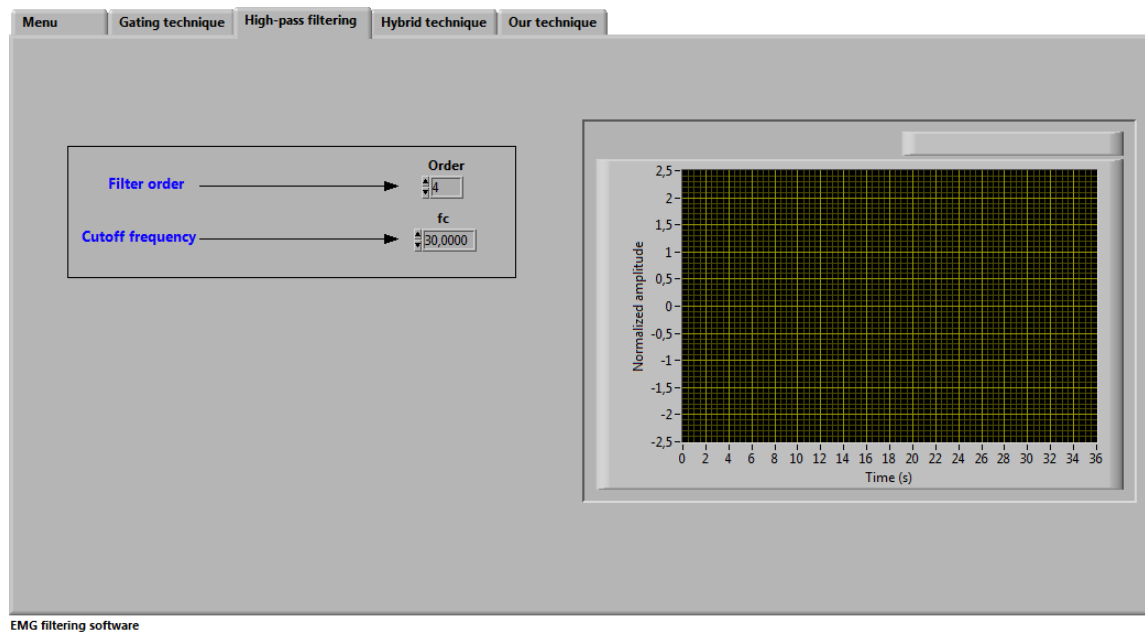 Menu Gating technique High-pass filtering Hybrid technique Our technique
Order
Filter order 4
fc
Cutoff frequency 30,0000
2,5
2
1,5
1
0,5
0
-0,5
-1
-1,5
-2
-2,5
Normalized amplitude
0 2 4 6 8 10 12 14 16 18 20 22 24 26 28 30 32 34 36
Time (s)
EMG filtering software